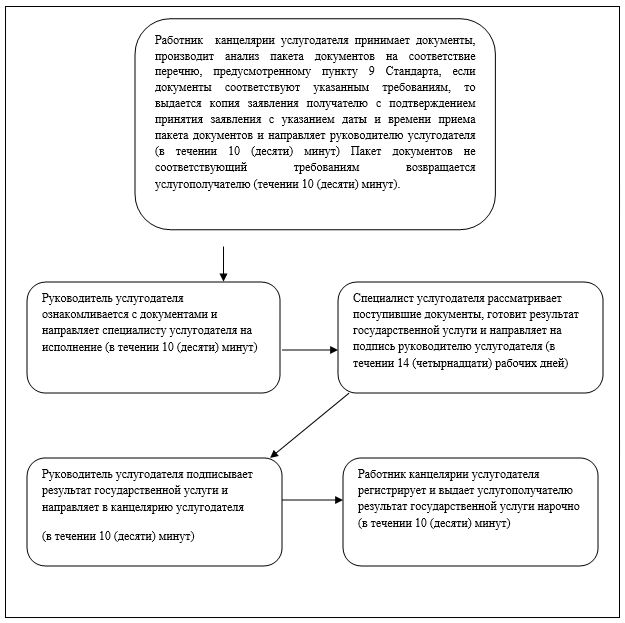 Работник канцелярии услугодателя принимает документы,
производит анализ пакета документов на соответствие
перечню, предусмотренному пункту 9 Стандарта, если
документы соответствуют указанным требованиям, то
выдается копия заявления получателю с подтверждением
принятия заявления с указанием даты и времени приема
пакета документов и направляет руководителю услугодателя
(в течении 10 (десяти) минут) Пакет документов не
соответствующий требованиям возвращается
услугополучателю (течении 10 (десяти) минут).
Руководитель услугодателя
ознакомливается с документами и
направляет специалисту услугодателя на
исполнение (в течении 10 (десяти) минут)
Специалист услугодателя рассматривает
поступившие документы, готовит результат
государственной услуги и направляет на
подпись руководителю услугодателя (в
течении 14 (четырнадцати) рабочих дней)
Руководитель услугодателя подписывает
результат государственной услуги и
направляет в канцелярию услугодателя
(в течении 10 (десяти) минут)
Работник канцелярии услугодателя
регистрирует и выдает услугополучателю
результат государственной услуги нарочно
(в течении 10 (десяти) минут)